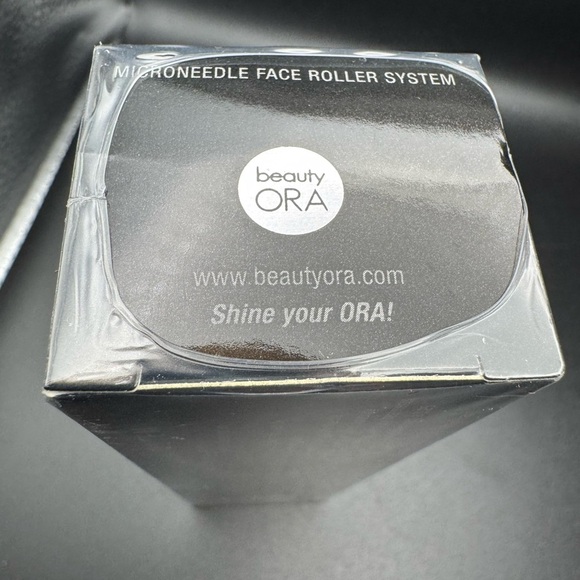 MICRONEEDLE FACE ROLLER SYSTEM
beauty
ORA
www.beautyora.com
Shine your ORA!